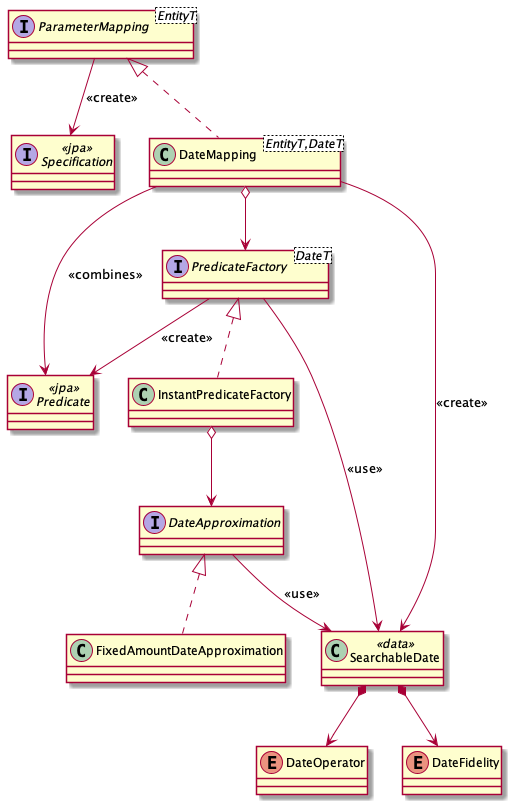 I ParameterMapping EntityT
«create»
I «jpa»
Specification
C DateMapping EntityT,DateT
«combines»
I PredicateFactory DateT
«create»
«create»
I «jpa»
Predicate
C InstantPredicateFactory
«use»
I DateApproximation
«use»
C FixedAmountDateApproximation
C «data»
SearchableDate
E DateOperator
E DateFidelity